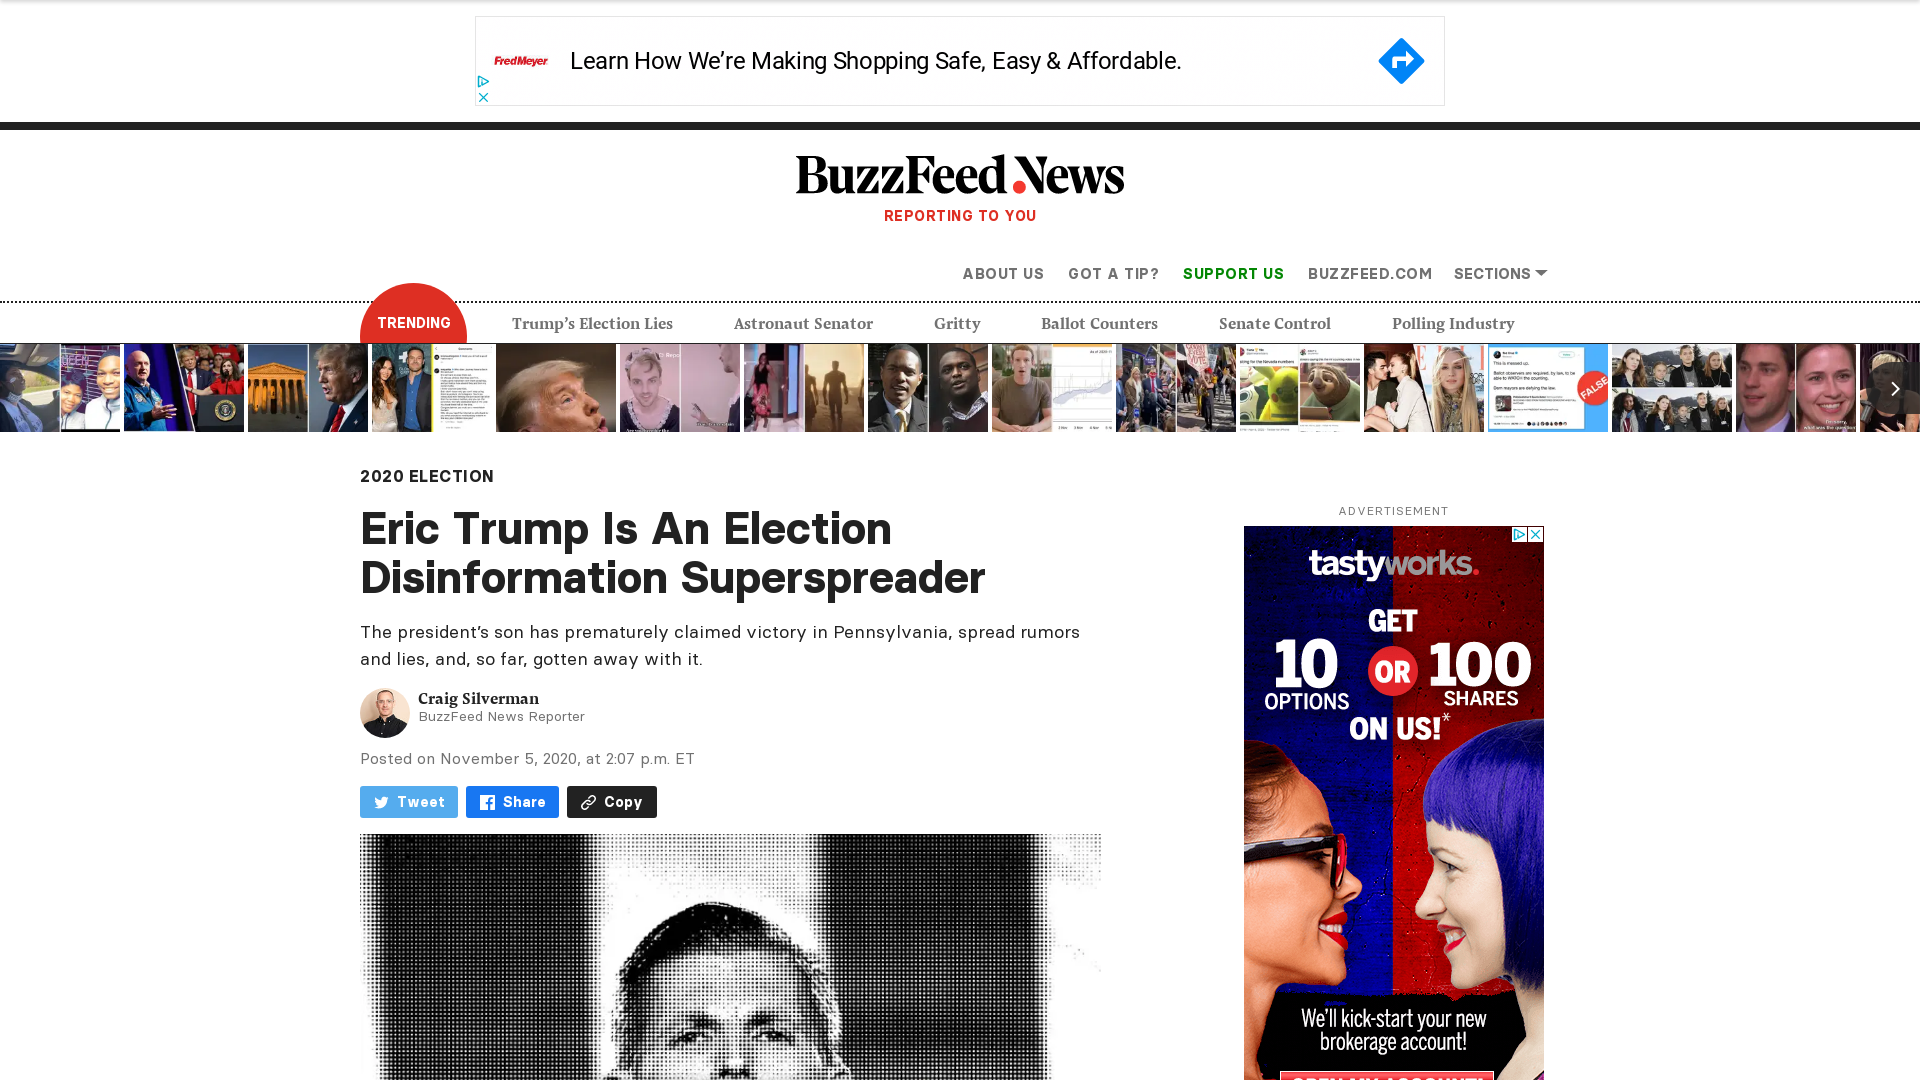 FredMeyer
Learn How We’re Making Shopping Safe, Easy & Affordable.
BuzzFeed News
REPORTING TO YOU
ABOUT US
GOT A TIP?
SUPPORT US
BUZZFEED.COM
SECTIONS
TRENDING
Trump’s Election Lies
Astronaut Senator
Gritty
Ballot Counters
Senate Control
Polling Industry
FALSE
2020 ELECTION
Eric Trump Is An Election
Disinformation Superspreader
The president’s son has prematurely claimed victory in Pennsylvania, spread rumors
and lies, and, so far, gotten away with it.
Craig Silverman
BuzzFeed News Reporter
Posted on November 5, 2020, at 2:07 p.m. ET
Tweet
Share
Copy
ADVERTISEMENT
tastyworks.
GET
10
OPTIONS
OR
100
SHARES
ON US!*
We’ll kick-start your new
brokerage account!